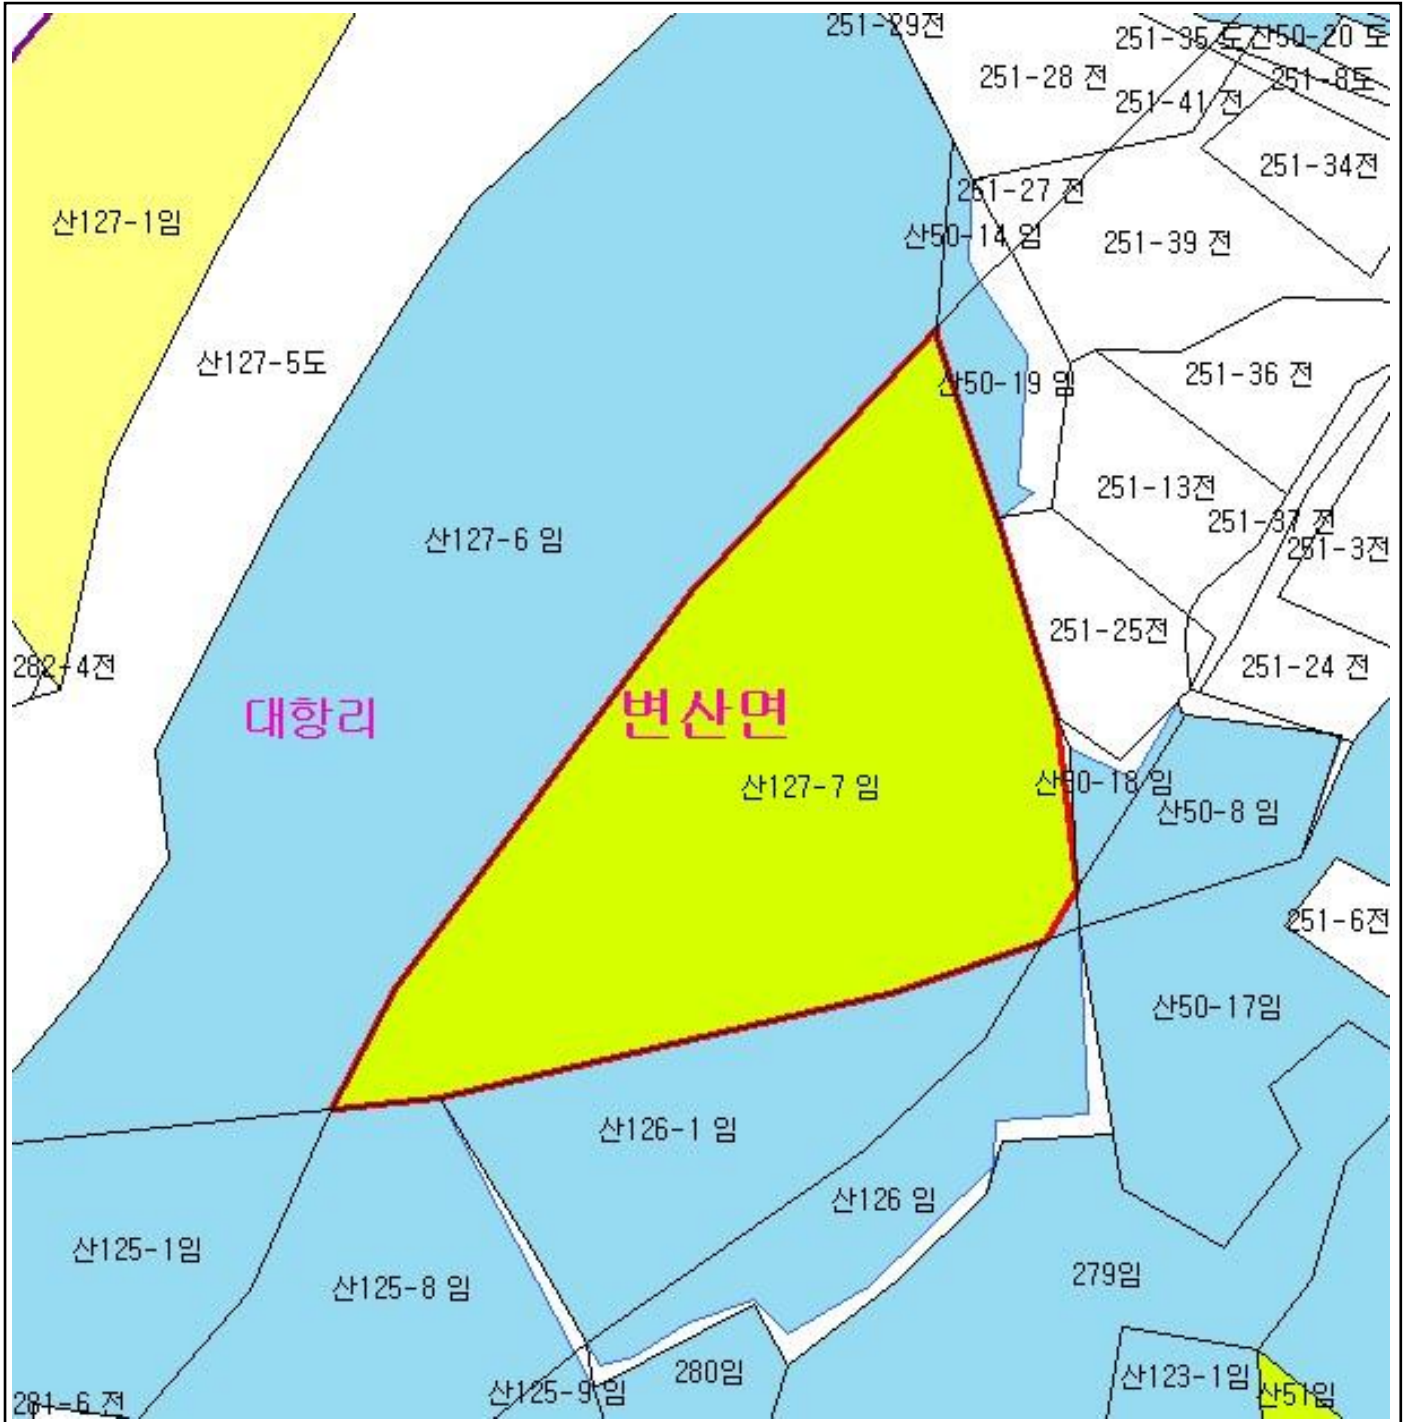 251-29전
251-35 도
산50-20 도
251-28 전
251-8도
251-41 전
251-34전
251-27 전
산127-1임
산50-14 임
251-39 전
산127-5도
251-36 전
산50-19 임
251-13전
251-37 전
산127-6 임
251-3전
251-25전
282-4전
251-24 전
대항리
변산면
산127-7 임
산50-18 임
산50-8 임
251-6전
산50-17임
산126-1 임
산126 임
산125-1임
279임
산125-8 임
280임
산123-1임
산125-9 임
산51임
281-6 전